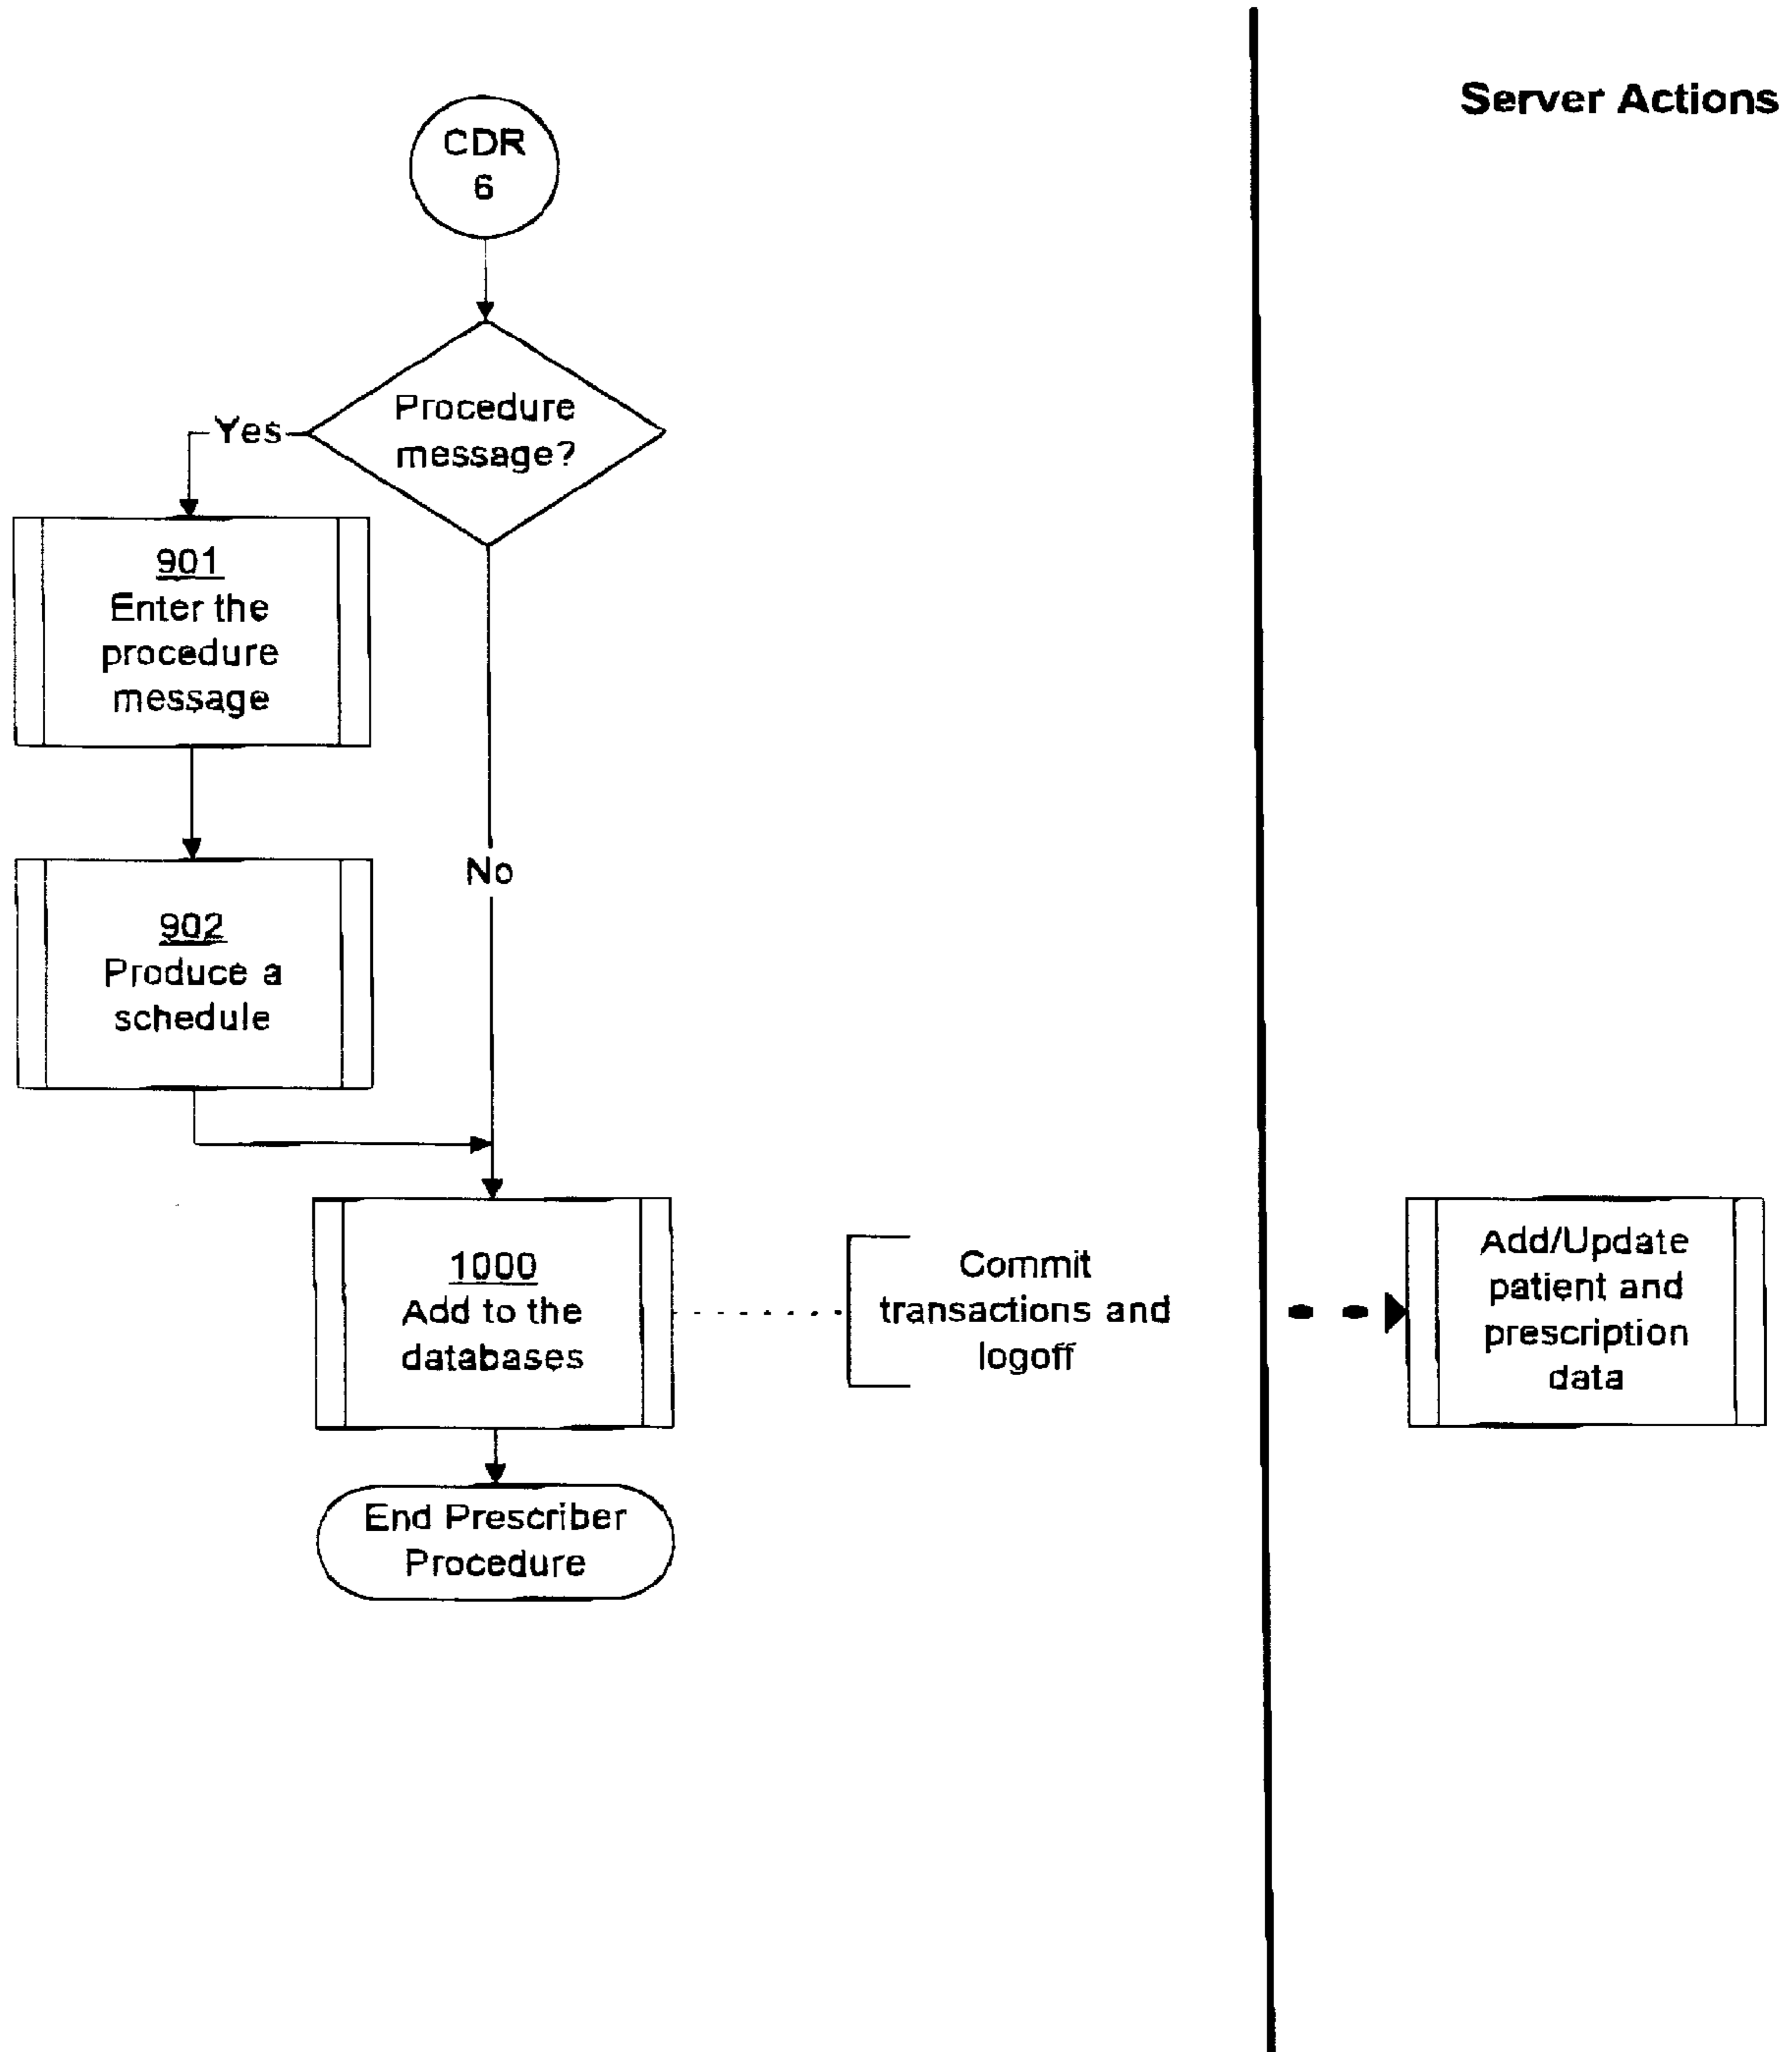 Server Actions
CDR
6
Procedure
message?
Yes
901
Enter the
procedure
message
No
902
Produce a
schedule
1000
Add to the
databases
Commit
transactions and
logoff
Add/Update
patient and
prescription
data
End Prescriber
Procedure